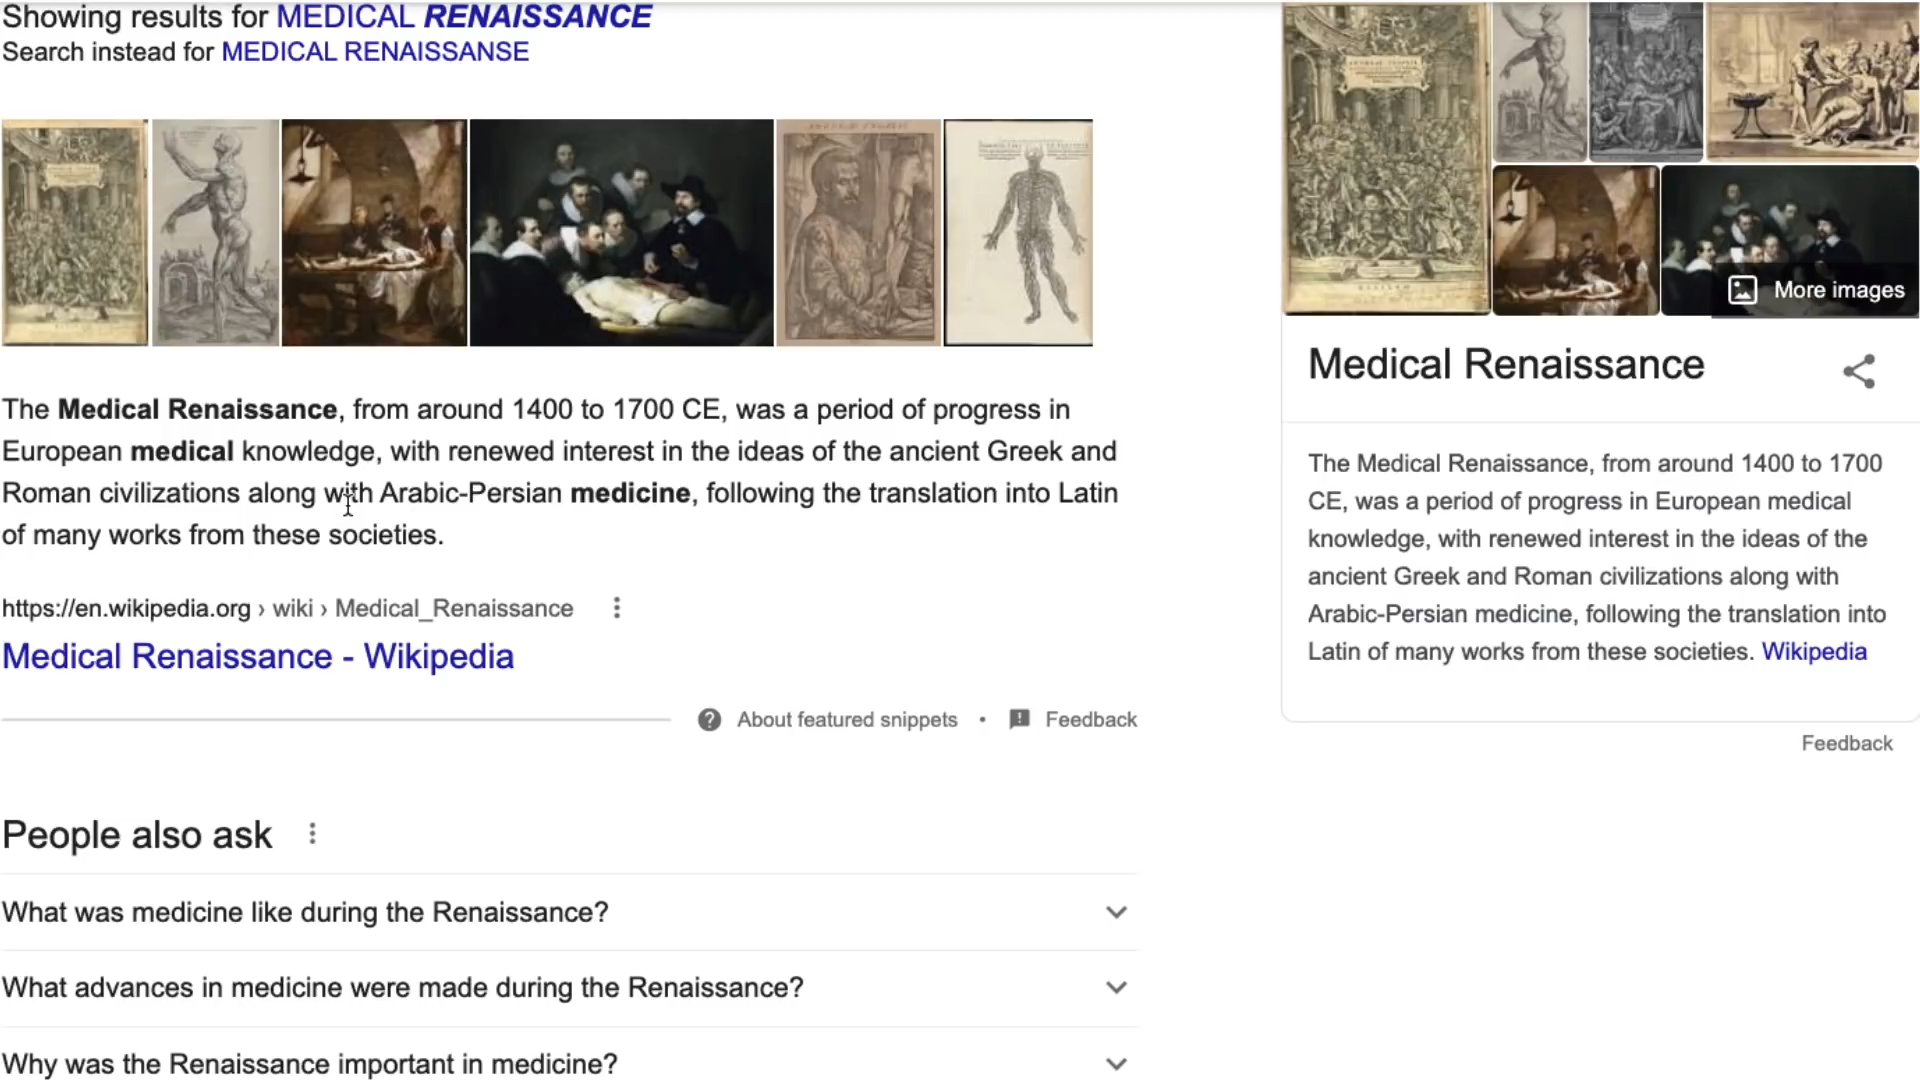 Showing results for MEDICAL RENAISSANCE
Search instead for MEDICAL RENAISSANSE
The Medical Renaissance, from around 1400 to 1700 CE, was a period of progress in
European medical knowledge, with renewed interest in the ideas of the ancient Greek and
Roman civilizations along with Arabic-Persian medicine, following the translation into Latin
of many works from these societies.
https://en.wikipedia.org › wiki › Medical_Renaissance
Medical Renaissance - Wikipedia
About featured snippets • Feedback
People also ask
What was medicine like during the Renaissance?
What advances in medicine were made during the Renaissance?
Why was the Renaissance important in medicine?
More images
Medical Renaissance
The Medical Renaissance, from around 1400 to 1700
CE, was a period of progress in European medical
knowledge, with renewed interest in the ideas of the
ancient Greek and Roman civilizations along with
Arabic-Persian medicine, following the translation into
Latin of many works from these societies. Wikipedia
Feedback